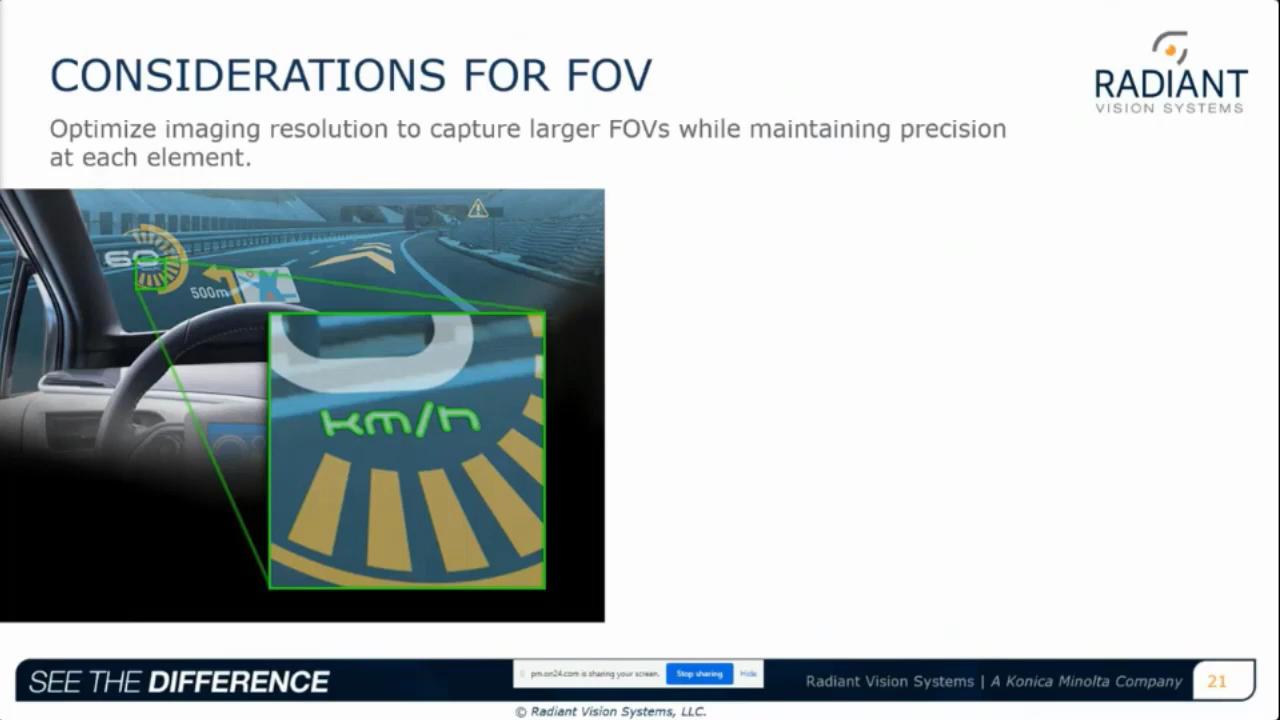 CONSIDERATIONS FOR FOV
RADIANT
VISION SYSTEMS
Optimize imaging resolution to capture larger FOVs while maintaining precision
at each element.
60
500m
km/h
SEE THE DIFFERENCE
pm.on24.com is sharing your screen.
Stop sharing
Hide
Radiant Vision Systems | A Konica Minolta Company
21
© Radiant Vision Systems, LLC.